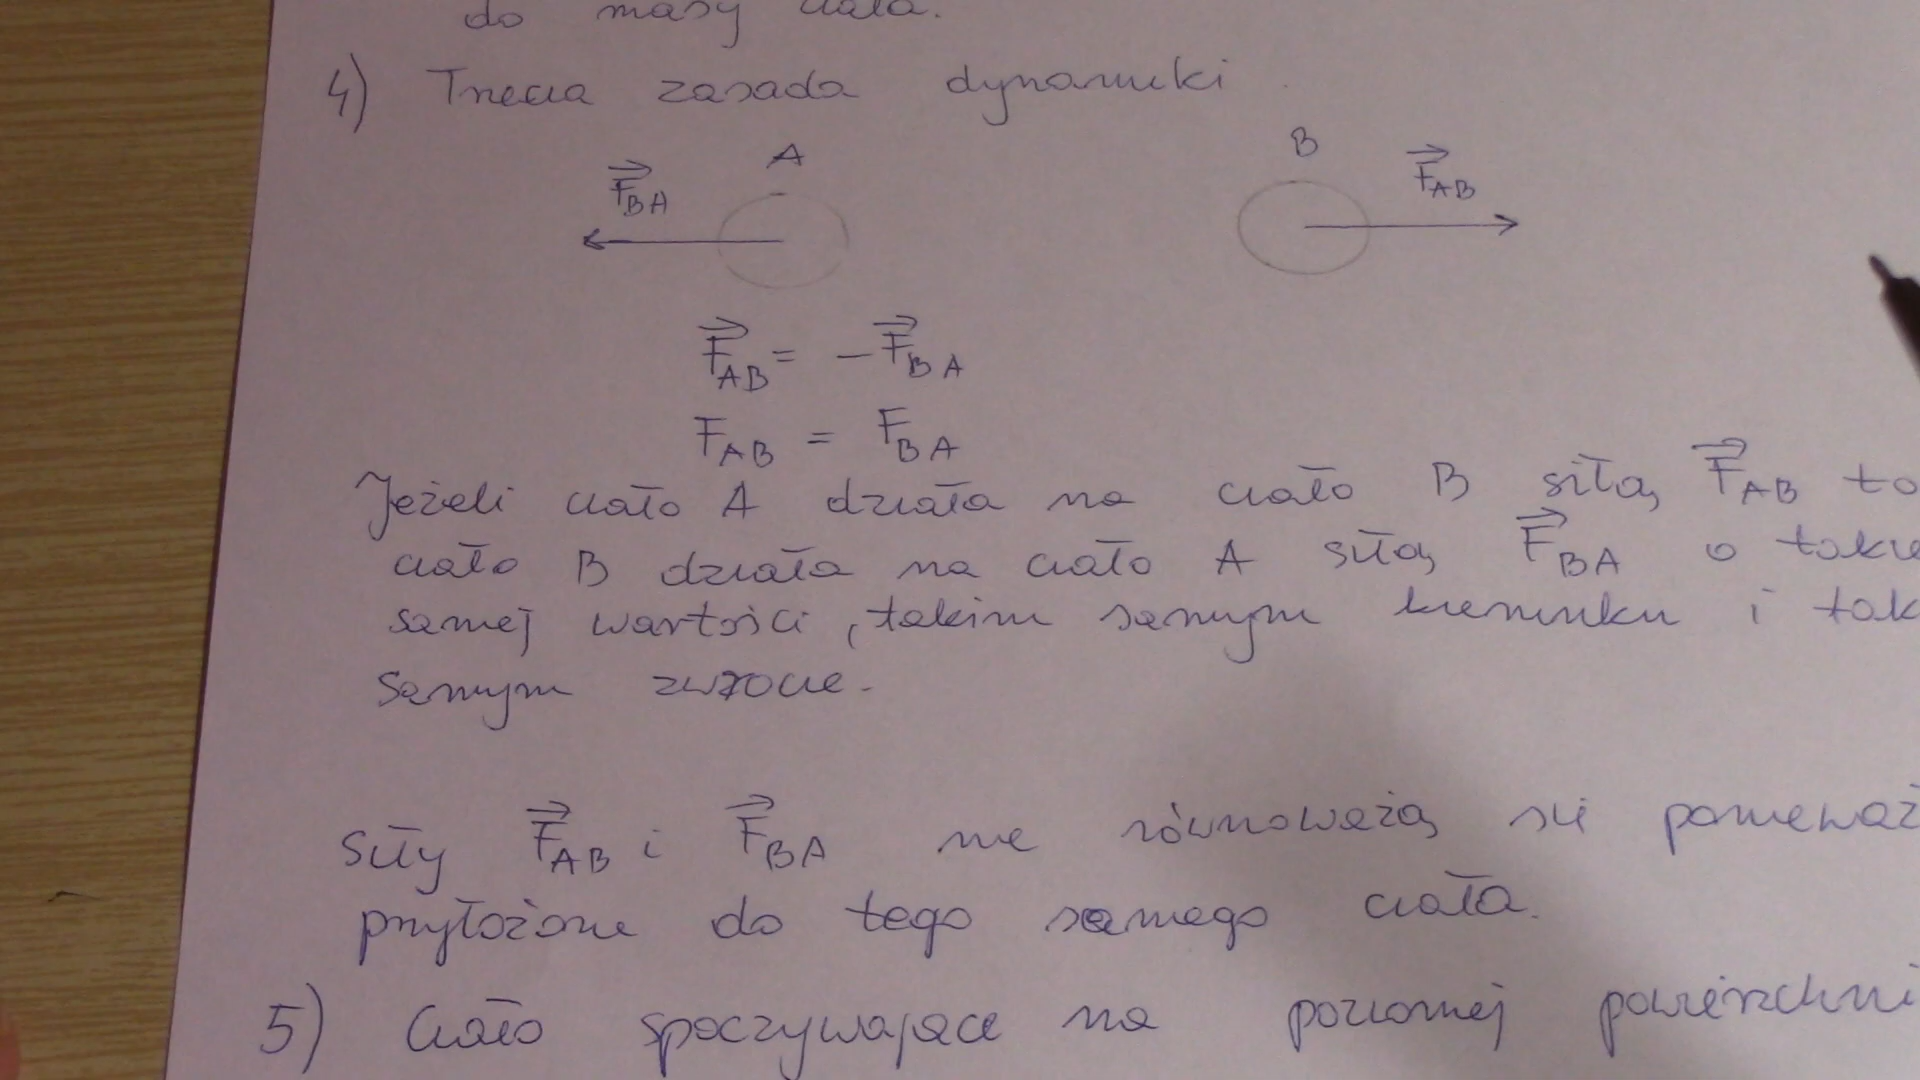 do masy ciała.
4) Trzecia zasada dynamiki
A B
F⃗BA F⃗AB
F⃗AB = -F⃗BA
FAB = FBA
Jeżeli ciało A działa na ciało B siłą F⃗AB to
ciało B działa na ciało A siłą F⃗BA o takie
samej wartości, takim samym kierunku i tak
samym zwrocie.
Siły F⃗AB i F⃗BA nie równoważą się ponieważ
przyłożone do tego samego ciała.
5) Ciało spoczywające na poziomej powierzchni